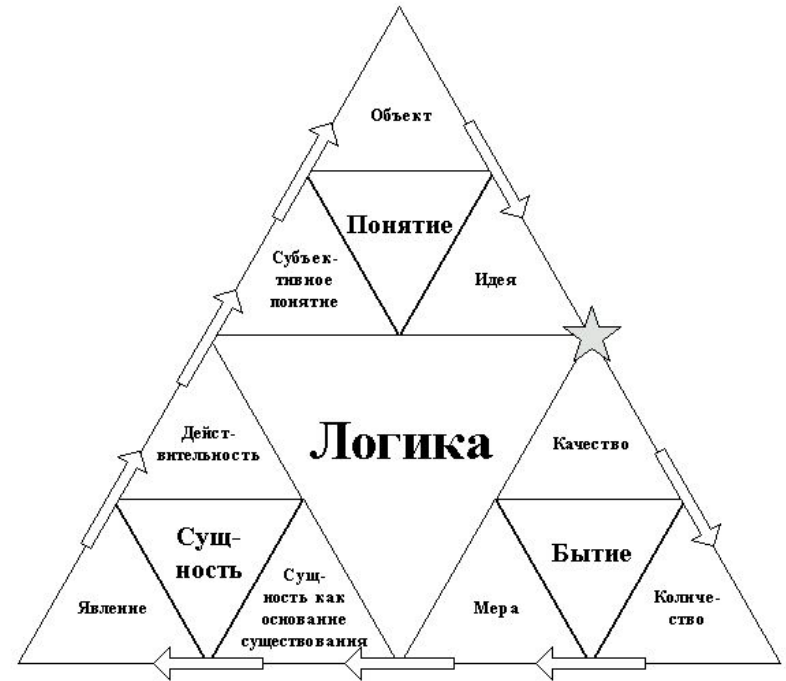 Объект
Понятие
Субъек-
тивное
понятие
Идея
Логика
Дейст-
вительность
Качество
Сущ-
ность
Бытие
Явление
Сущ-
ность как
основание
существования
Мера
Количе-
ство